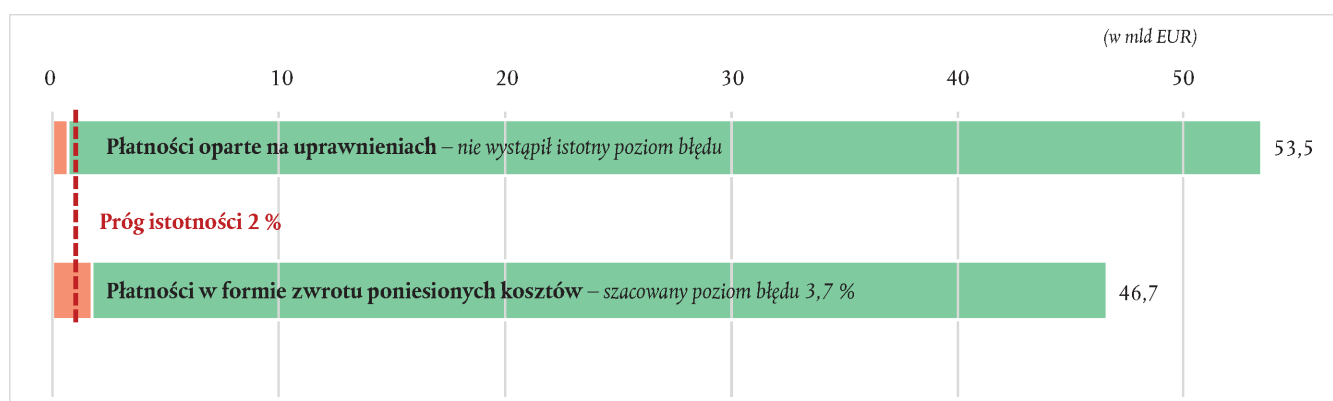 (w mld EUR)
0 10 20 30 40 50
Płatności oparte na uprawnieniach – nie wystąpił istotny poziom błędu 53,5
Próg istotności 2 %
Płatności w formie zwrotu poniesionych kosztów – szacowany poziom błędu 3,7 % 46,7